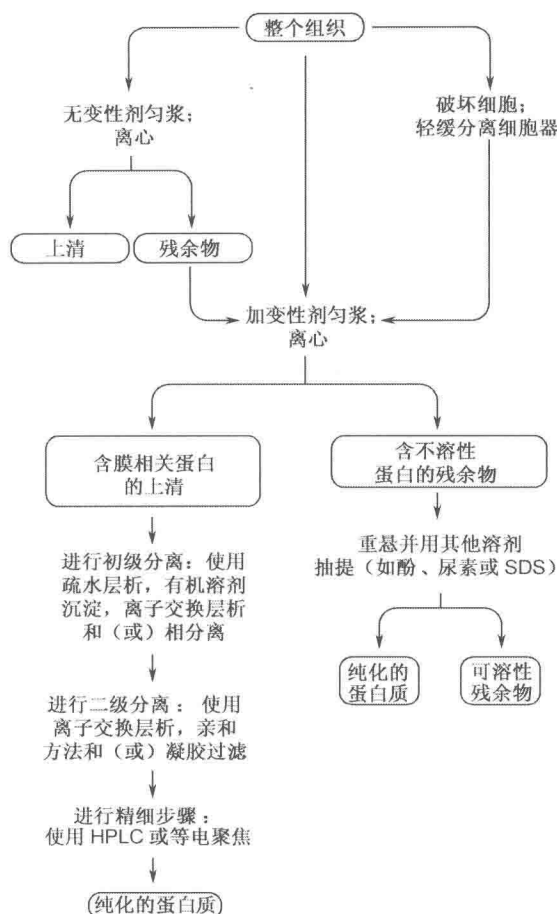 整个组织
无变性剂匀浆；
离心
破坏细胞；
轻缓分离细胞器
上清
残余物
加变性剂匀浆；
离心
含膜相关蛋白
的上清
含不溶性
蛋白的残余物
进行初级分离：使用
疏水层析，有机溶剂
沉淀，离子交换层析
和（或）相分离
重悬并用其他溶剂
抽提（如酚、尿素或 SDS）
纯化的
蛋白质
可溶性
残余物
进行二级分离： 使用
离子交换层析，亲和
方法和（或）凝胶过滤
进行精细步骤：
使用 HPLC 或等电聚焦
纯化的蛋白质